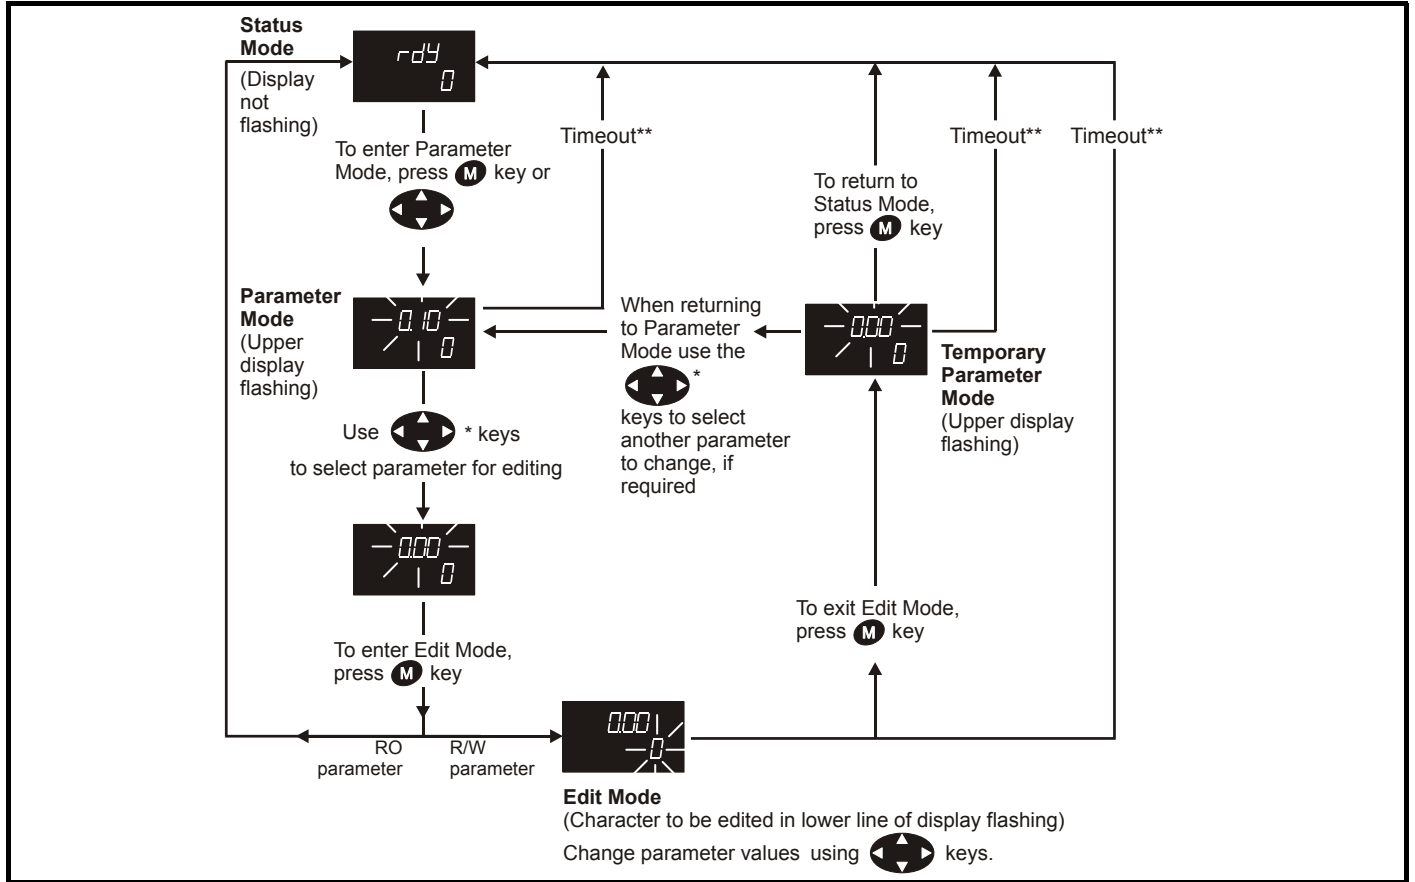 Status
Mode
(Display
not
flashing)
rdY
0
To enter Parameter
Mode, press M key or
Timeout**
Timeout**
Timeout**
To return to
Status Mode,
press M key
Parameter
Mode
(Upper
display
flashing)
0.10
0
When returning
to Parameter
Mode use the
*
keys to select
another parameter
to change, if
required
0.00
0
Temporary
Parameter
Mode
(Upper display
flashing)
Use * keys
to select parameter for editing
0.00
0
To enter Edit Mode,
press M key
To exit Edit Mode,
press M key
RO
parameter
R/W
parameter
0.00
0
Edit Mode
(Character to be edited in lower line of display flashing)
Change parameter values using keys.